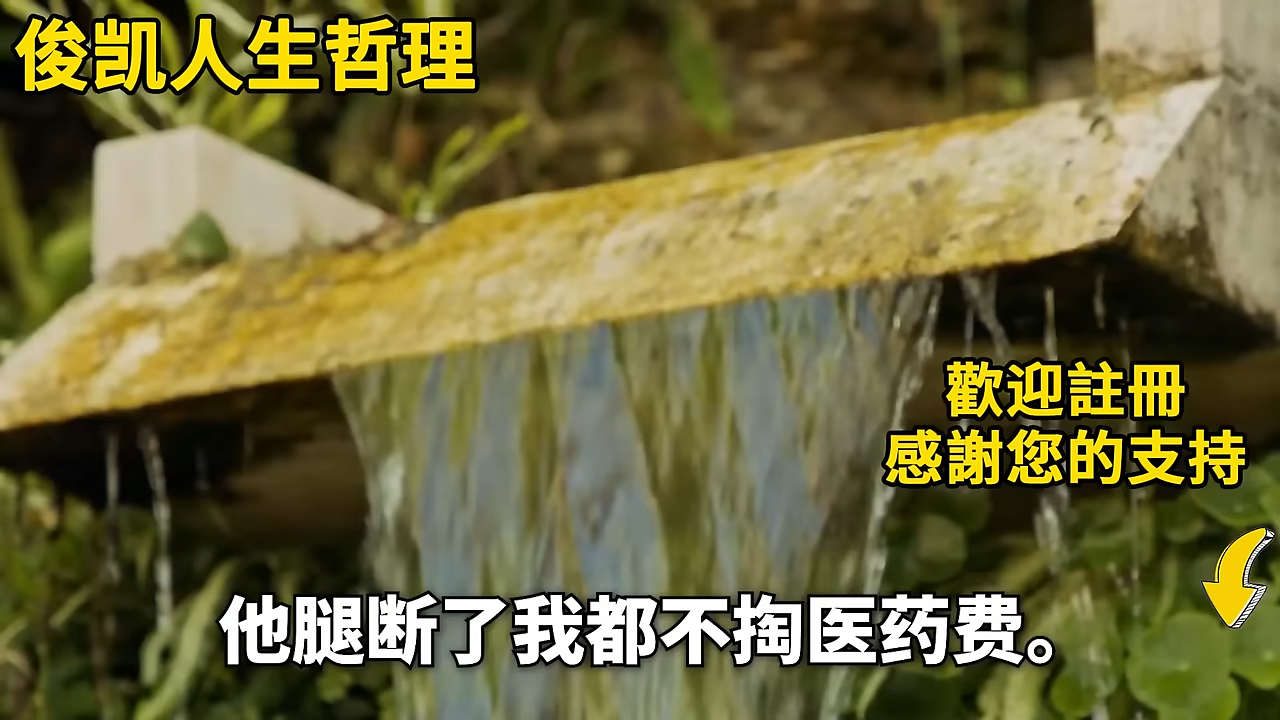 俊凯人生哲理
歡迎註冊
感謝您的支持
他腿断了我都不掏医药费。